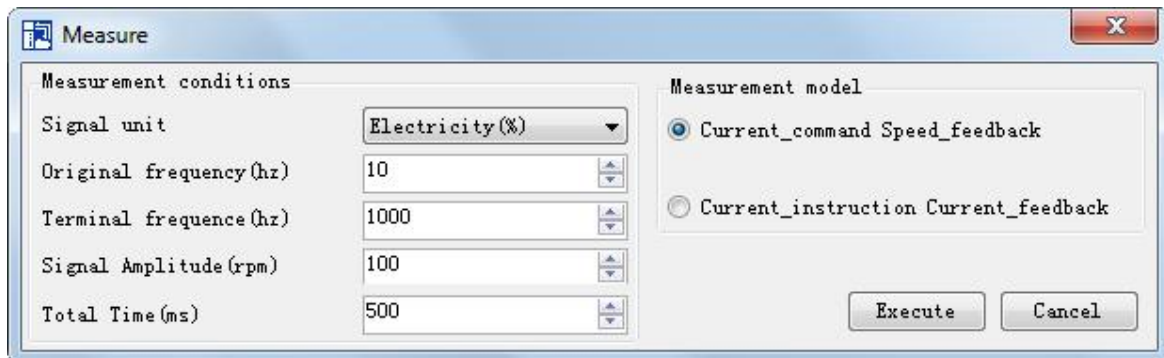 Measure
Measurement conditions
Signal unit
Electricity(%)
Original frequency(hz)
10
Terminal frequence(hz)
1000
Signal Amplitude(rpm)
100
Total Time(ms)
500
Measurement model
Current_command Speed_feedback
Current_instruction Current_feedback
Execute
Cancel